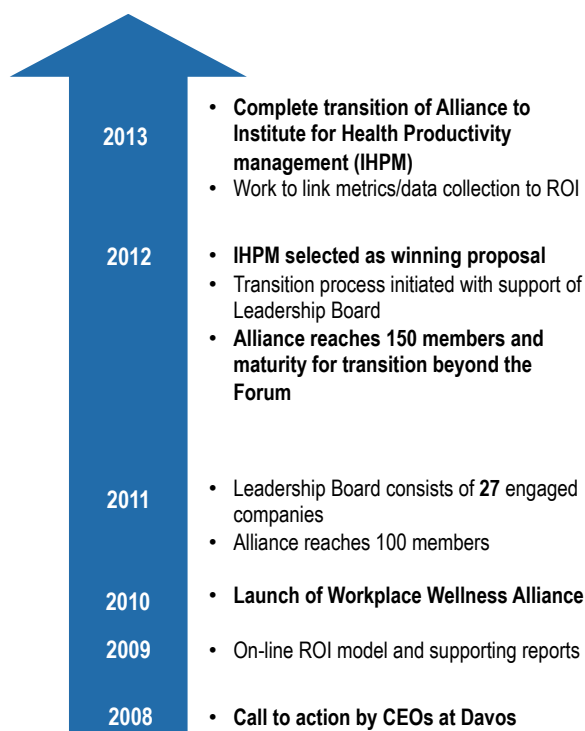 2013
• Complete transition of Alliance to
Institute for Health Productivity
management (IHPM)
• Work to link metrics/data collection to ROI
2012
• IHPM selected as winning proposal
• Transition process initiated with support of
Leadership Board
• Alliance reaches 150 members and
maturity for transition beyond the
Forum
2011
• Leadership Board consists of 27 engaged
companies
• Alliance reaches 100 members
2010
• Launch of Workplace Wellness Alliance
2009
• On-line ROI model and supporting reports
2008
• Call to action by CEOs at Davos